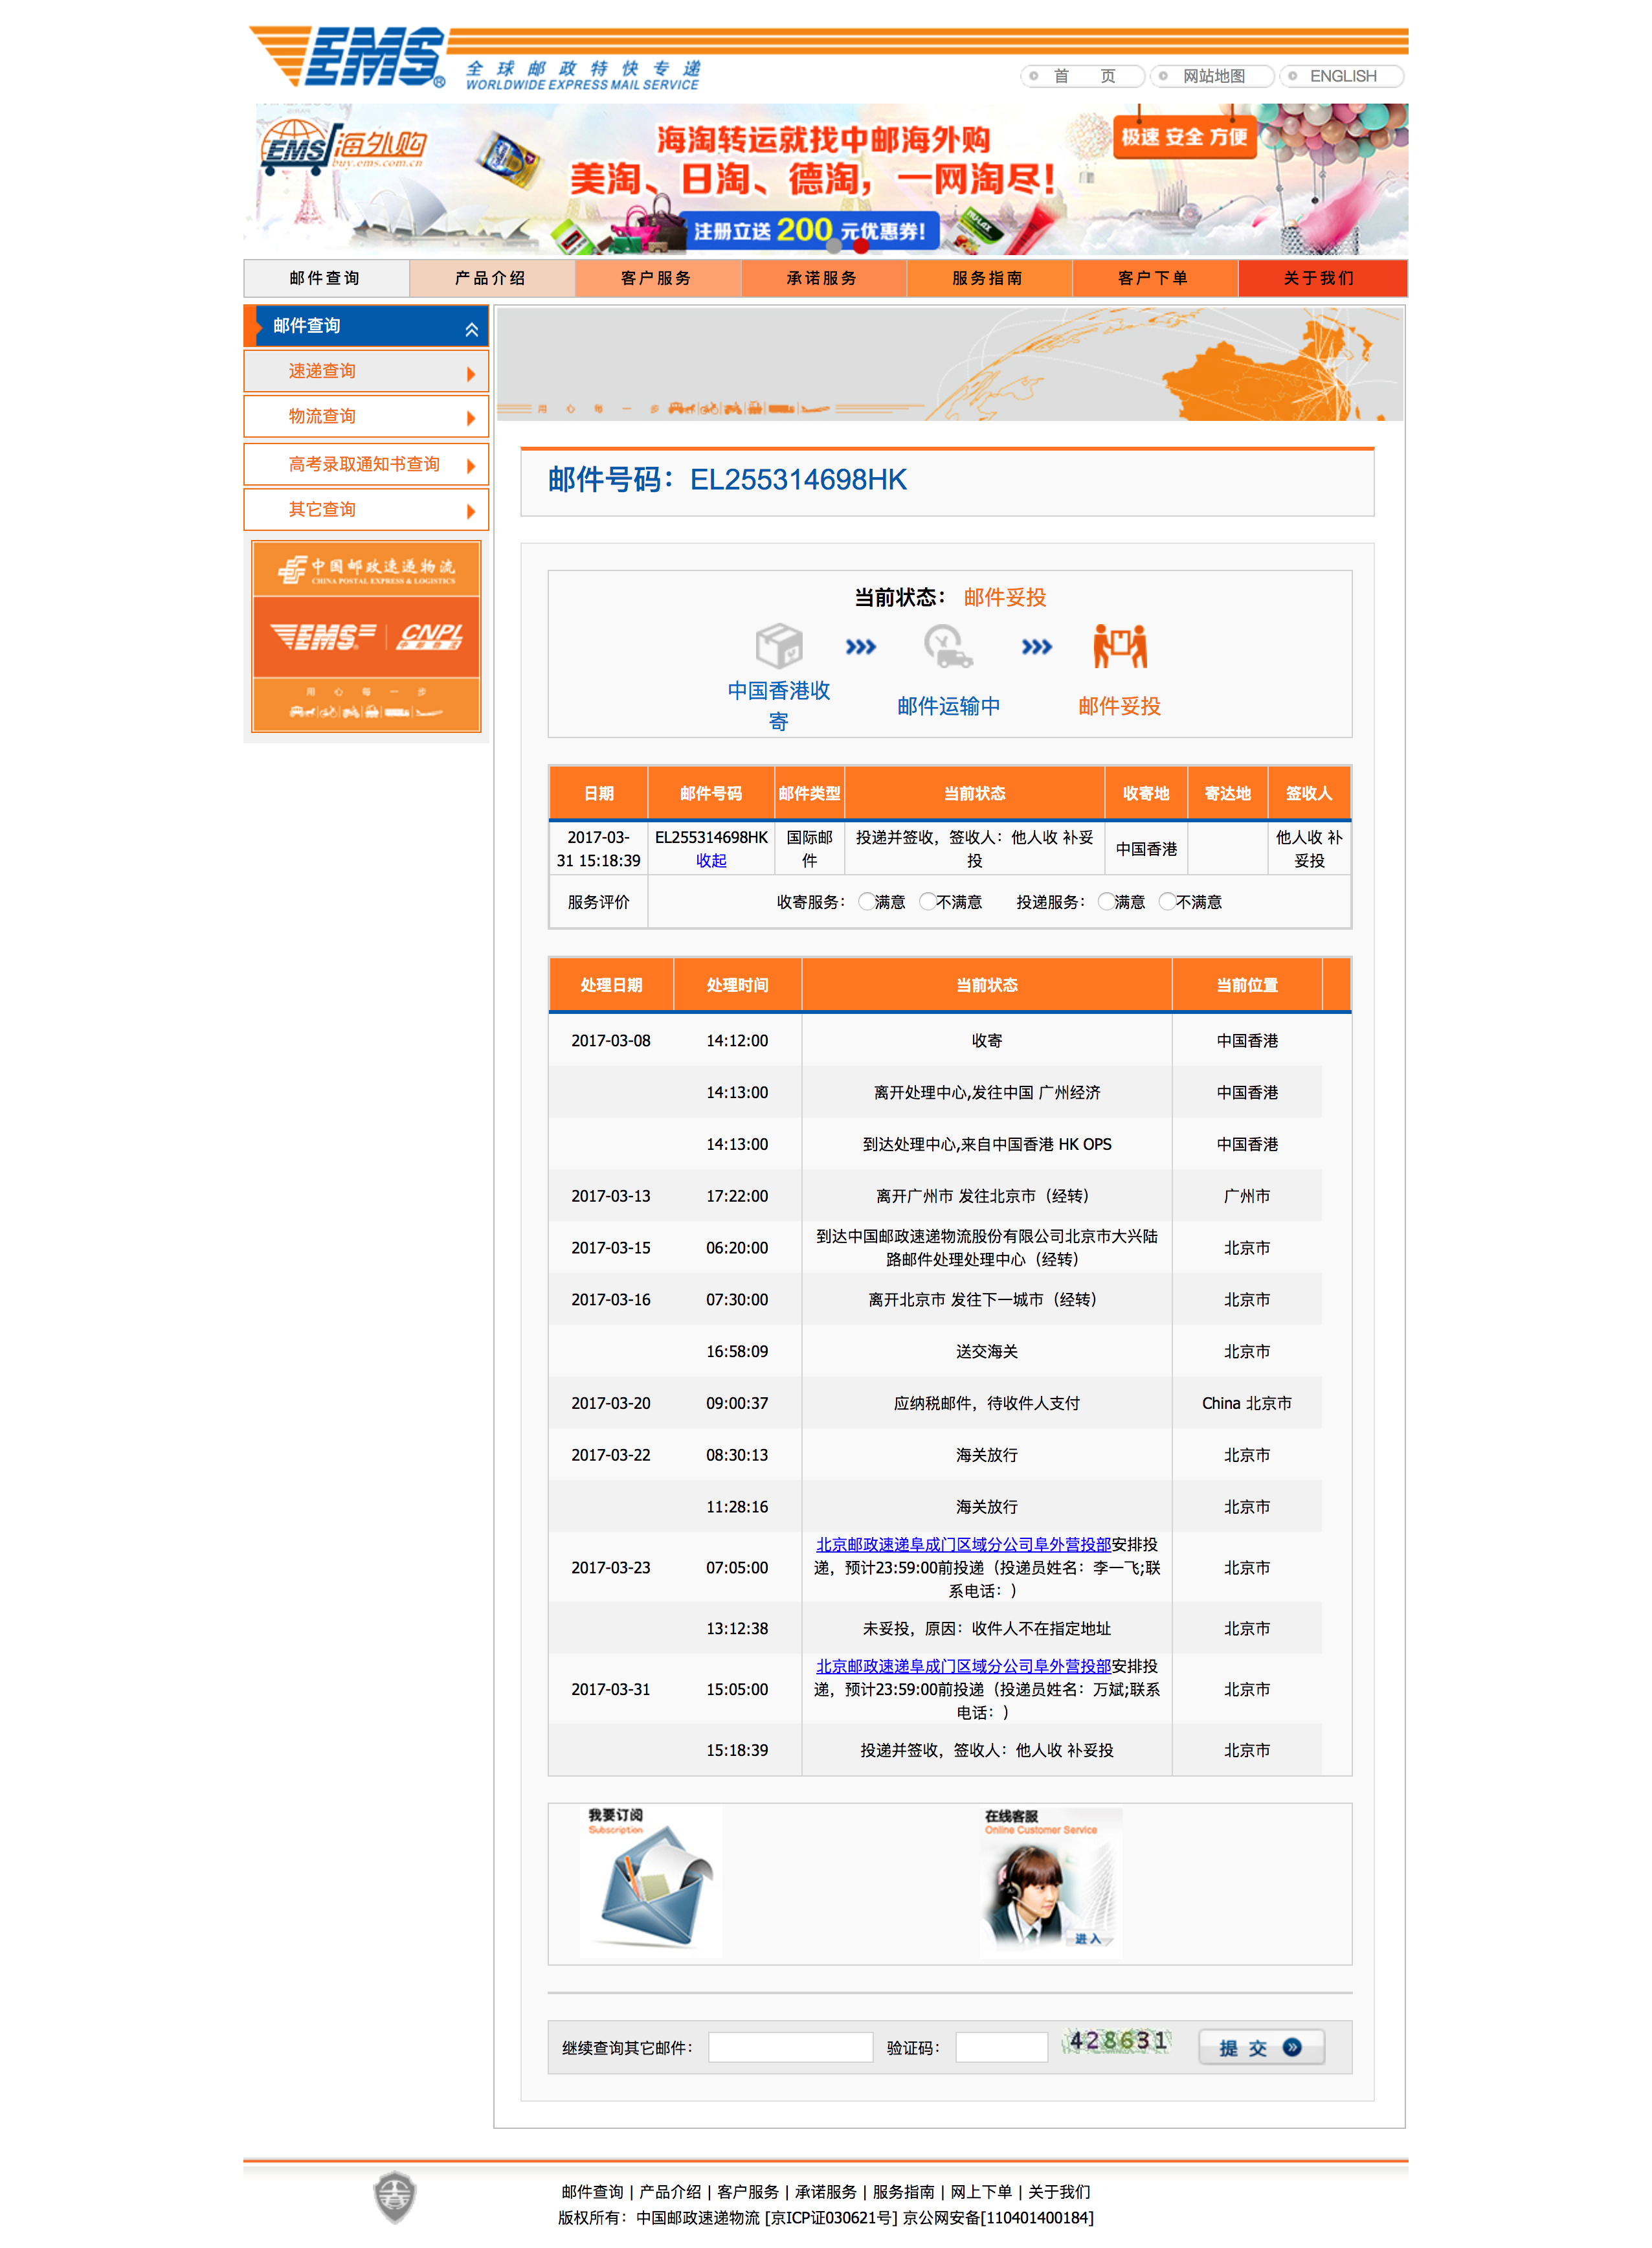 EMS®
全球邮政特快专递
WORLDWIDE EXPRESS MAIL SERVICE
首 页
网站地图
ENGLISH
EMS 海外购
buy.ems.com.cn
海淘转运就找中邮海外购
美淘、日淘、德淘，一网淘尽！
注册立送 200 元优惠券！
极速 安全 方便
邮件查询 产品介绍 客户服务 承诺服务 服务指南 客户下单 关于我们
邮件查询
速递查询
物流查询
高考录取通知书查询
其它查询
中国邮政速递物流
CHINA POSTAL EXPRESS & LOGISTICS
EMS CNPL
中邮物流
用 心 每 一 步
用 心 每 一 步
邮件号码：EL255314698HK
当前状态： 邮件妥投
中国香港收
寄
邮件运输中
邮件妥投
日期 邮件号码 邮件类型 当前状态 收寄地 寄达地 签收人
2017-03- EL255314698HK 国际邮 投递并签收，签收人：他人收 补妥 中国香港 他人收 补
31 15:18:39 收起 件 投 妥投
服务评价 收寄服务： 满意 不满意 投递服务： 满意 不满意
处理日期 处理时间 当前状态 当前位置
2017-03-08 14:12:00 收寄 中国香港
14:13:00 离开处理中心,发往中国 广州经济 中国香港
14:13:00 到达处理中心,来自中国香港 HK OPS 中国香港
2017-03-13 17:22:00 离开广州市 发往北京市（经转） 广州市
2017-03-15 06:20:00 到达中国邮政速递物流股份有限公司北京市大兴陆 北京市
路邮件处理处理中心（经转）
2017-03-16 07:30:00 离开北京市 发往下一城市（经转） 北京市
16:58:09 送交海关 北京市
2017-03-20 09:00:37 应纳税邮件，待收件人支付 China 北京市
2017-03-22 08:30:13 海关放行 北京市
11:28:16 海关放行 北京市
北京邮政速递阜成门区域分公司阜外营投部安排投
2017-03-23 07:05:00 递，预计23:59:00前投递（投递员姓名：李一飞;联 北京市
系电话：）
13:12:38 未妥投，原因：收件人不在指定地址 北京市
北京邮政速递阜成门区域分公司阜外营投部安排投
2017-03-31 15:05:00 递，预计23:59:00前投递（投递员姓名：万斌;联系 北京市
电话：）
15:18:39 投递并签收，签收人：他人收 补妥投 北京市
我要订阅
Subscription
在线客服
Online Customer Service
进入
继续查询其它邮件： 验证码： 428631 提 交
邮件查询 | 产品介绍 | 客户服务 | 承诺服务 | 服务指南 | 网上下单 | 关于我们
版权所有：中国邮政速递物流 [京ICP证030621号] 京公网安备[110401400184]